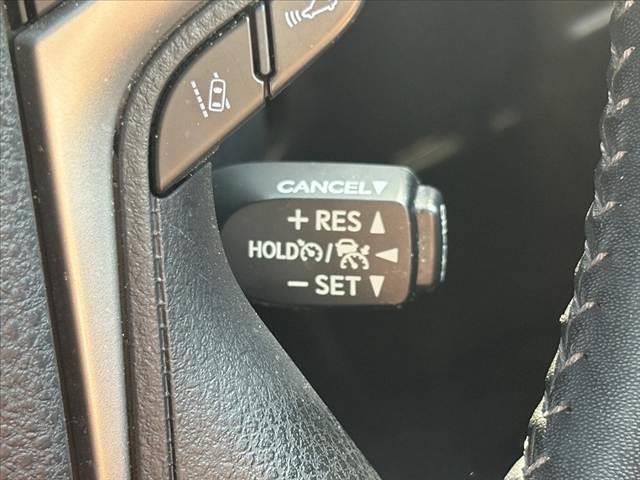 CANCEL▼
+ RES ▲
HOLD / ◄
− SET ▼